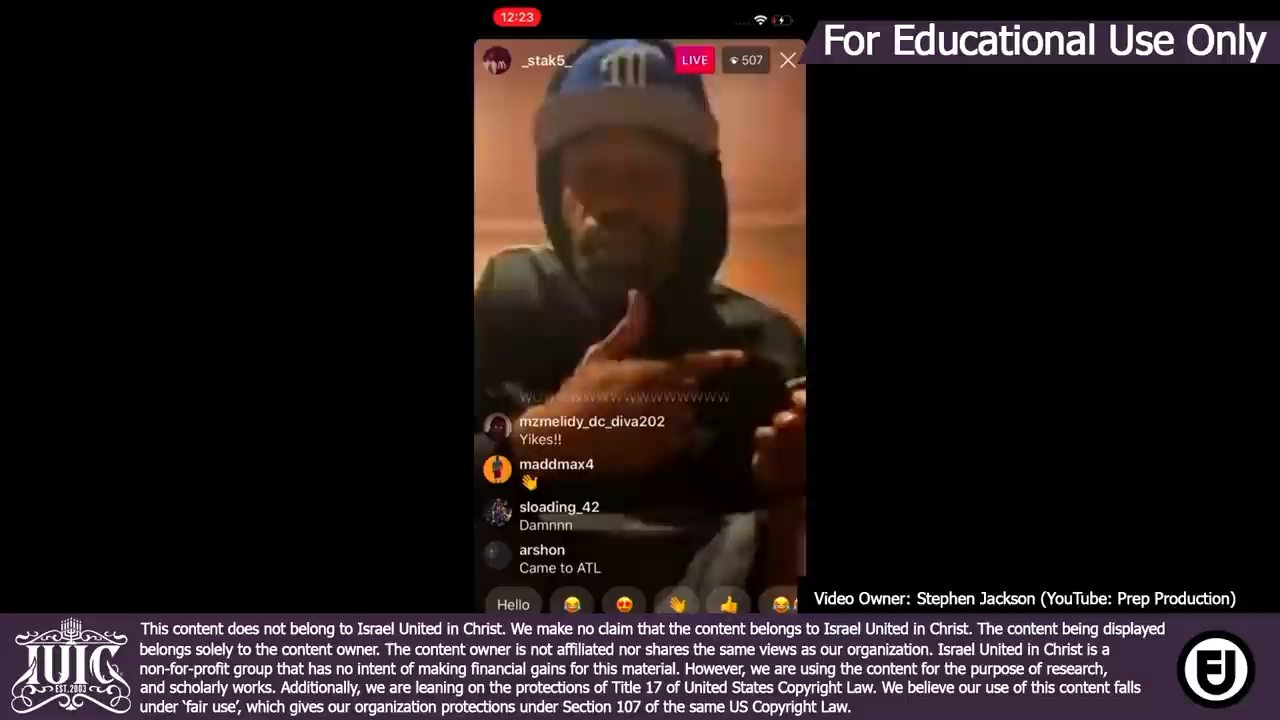 12:23
For Educational Use Only
_stak5_
LIVE
507
mzmelidy_dc_diva202
Yikes!!
maddmax4
👋
sloading_42
Damnnn
arshon
Came to ATL
Hello
Video Owner: Stephen Jackson (YouTube: Prep Production)
This content does not belong to Israel United in Christ. We make no claim that the content belongs to Israel United in Christ. The content being displayed
belongs solely to the content owner. The content owner is not affiliated nor shares the same views as our organization. Israel United in Christ is a
non-for-profit group that has no intent of making financial gains for this material. However, we are using the content for the purpose of research,
and scholarly works. Additionally, we are leaning on the protections of Title 17 of United States Copyright Law. We believe our use of this content falls
under 'fair use', which gives our organization protections under Section 107 of the same US Copyright Law.
IUIC
EST. 2003